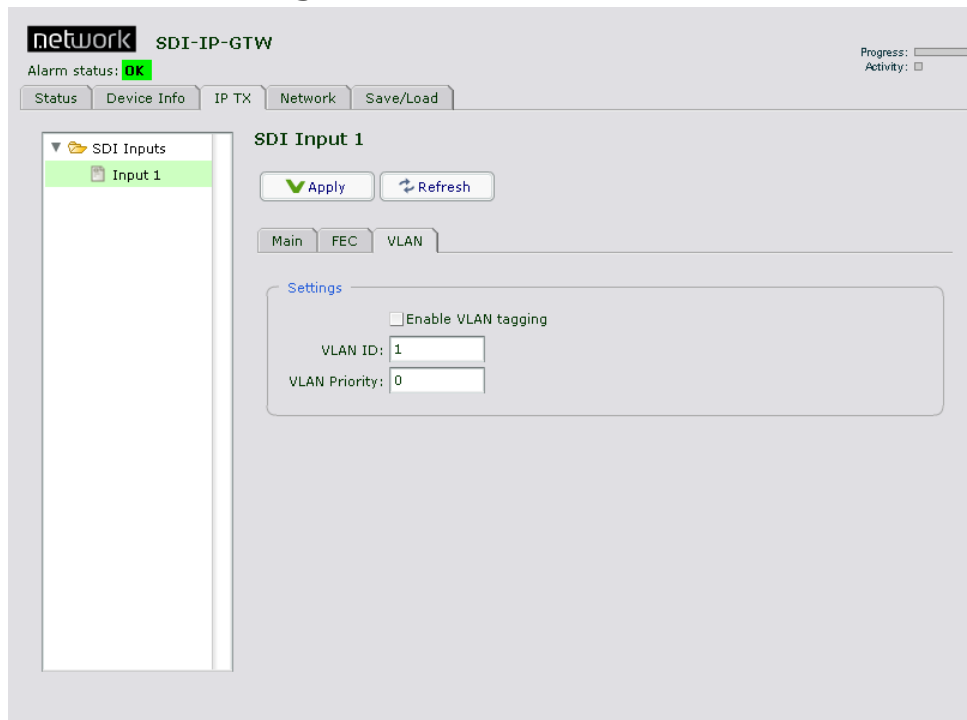 network SDI-IP-GTW
Progress:
Alarm status: OK
Activity:
Status Device Info IP TX Network Save/Load
SDI Inputs
Input 1
SDI Input 1
Apply Refresh
Main FEC VLAN
Settings
Enable VLAN tagging
VLAN ID: 1
VLAN Priority: 0